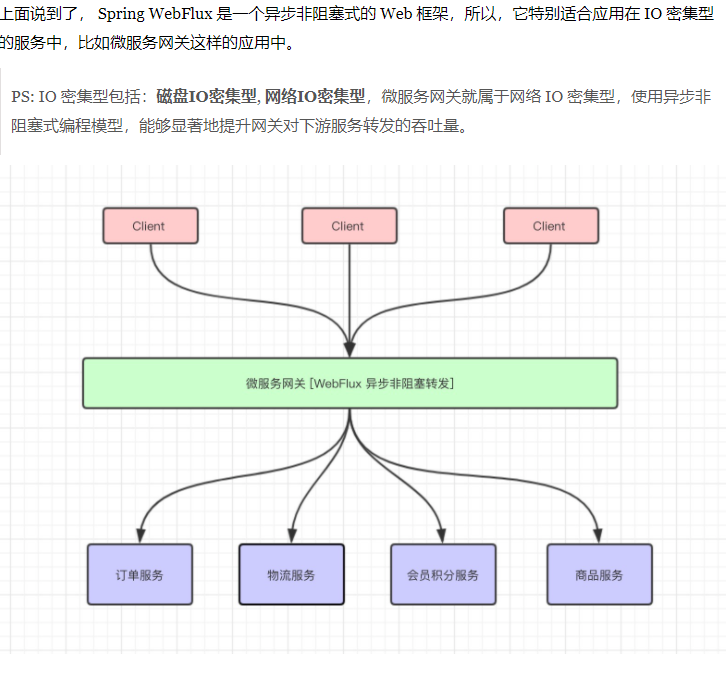 上面说到了， Spring WebFlux 是一个异步非阻塞式的 Web 框架，所以，它特别适合应用在 IO 密集型
的服务中，比如微服务网关这样的应用中。
PS: IO 密集型包括：磁盘IO密集型, 网络IO密集型，微服务网关就属于网络 IO 密集型，使用异步非
阻塞式编程模型，能够显著地提升网关对下游服务转发的吞吐量。
Client Client Client
微服务网关 [WebFlux 异步非阻塞转发]
订单服务 物流服务 会员积分服务 商品服务